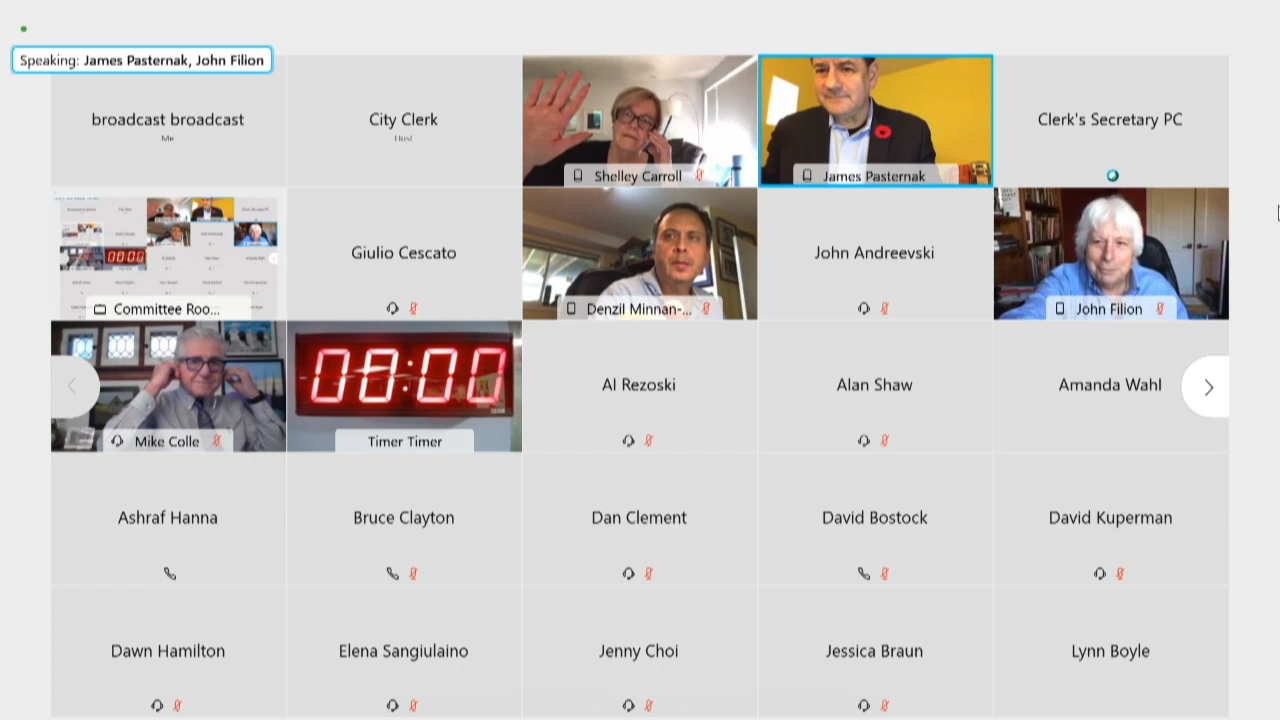 Speaking: James Pasternak, John Filion
broadcast broadcast
Me
City Clerk
Host
Shelley Carroll
James Pasternak
Clerk's Secretary PC
Committee Roo...
Giulio Cescato
Denzil Minnan-...
John Andreevski
John Filion
Mike Colle
08:00
Timer Timer
Al Rezoski
Alan Shaw
Amanda Wahl
Ashraf Hanna
Bruce Clayton
Dan Clement
David Bostock
David Kuperman
Dawn Hamilton
Elena Sangiulaino
Jenny Choi
Jessica Braun
Lynn Boyle